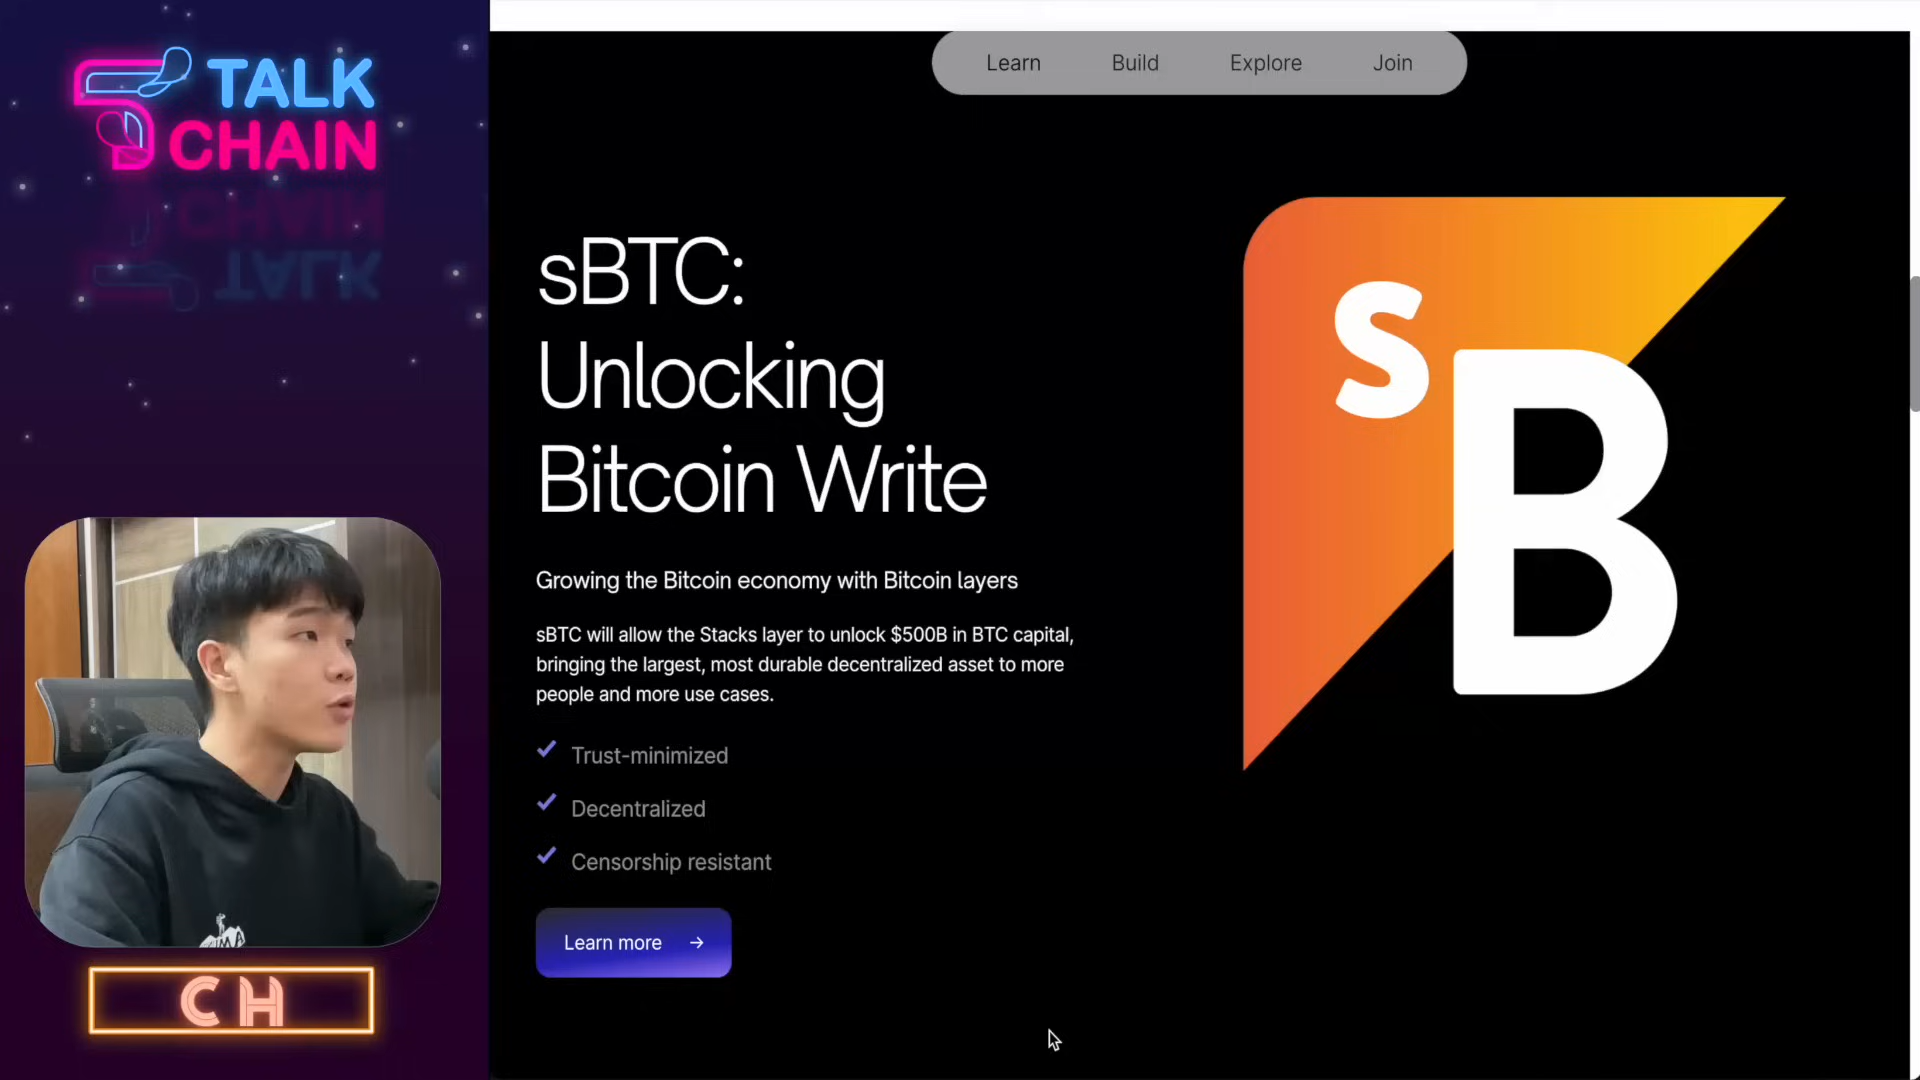 TALK
CHAIN
Learn
Build
Explore
Join
sBTC:
Unlocking
Bitcoin Write
Growing the Bitcoin economy with Bitcoin layers
sBTC will allow the Stacks layer to unlock $500B in BTC capital,
bringing the largest, most durable decentralized asset to more
people and more use cases.
Trust-minimized
Decentralized
Censorship resistant
Learn more →
sB
CH